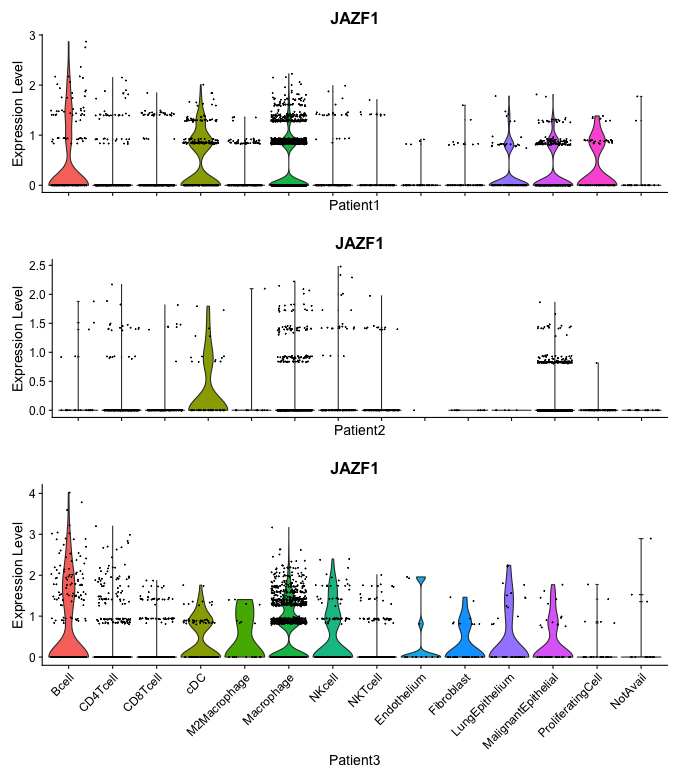 JAZF1
Expression Level
3
2
1
0
Patient1
JAZF1
Expression Level
2.5
2.0
1.5
1.0
0.5
0.0
Patient2
JAZF1
Expression Level
4
3
2
1
0
Bcell
CD4Tcell
CD8Tcell
cDC
M2Macrophage
Macrophage
NKcell
NKTcell
Endothelium
Fibroblast
LungEpithelium
MalignantEpithelial
ProliferatingCell
NotAvail
Patient3